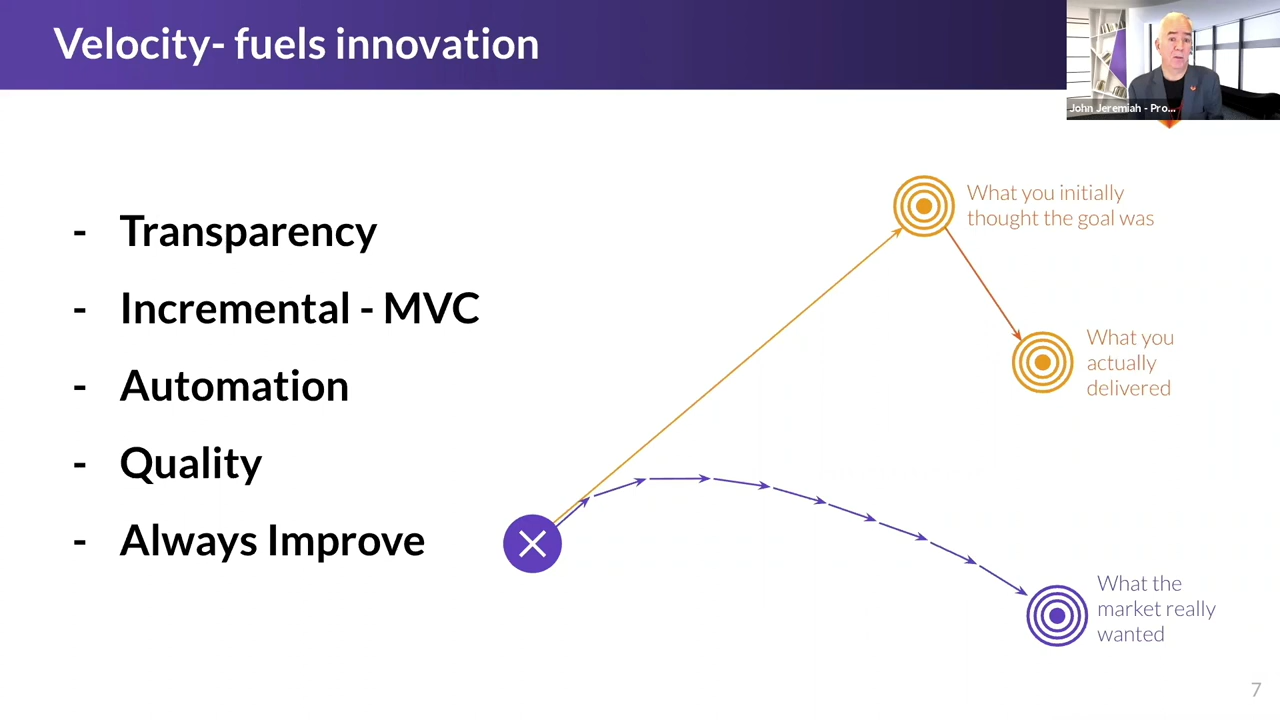 Velocity- fuels innovation
John Jeremiah - Pro...
- Transparency
- Incremental - MVC
- Automation
- Quality
- Always Improve
What you initially
thought the goal was
What you
actually
delivered
What the
market really
wanted
7